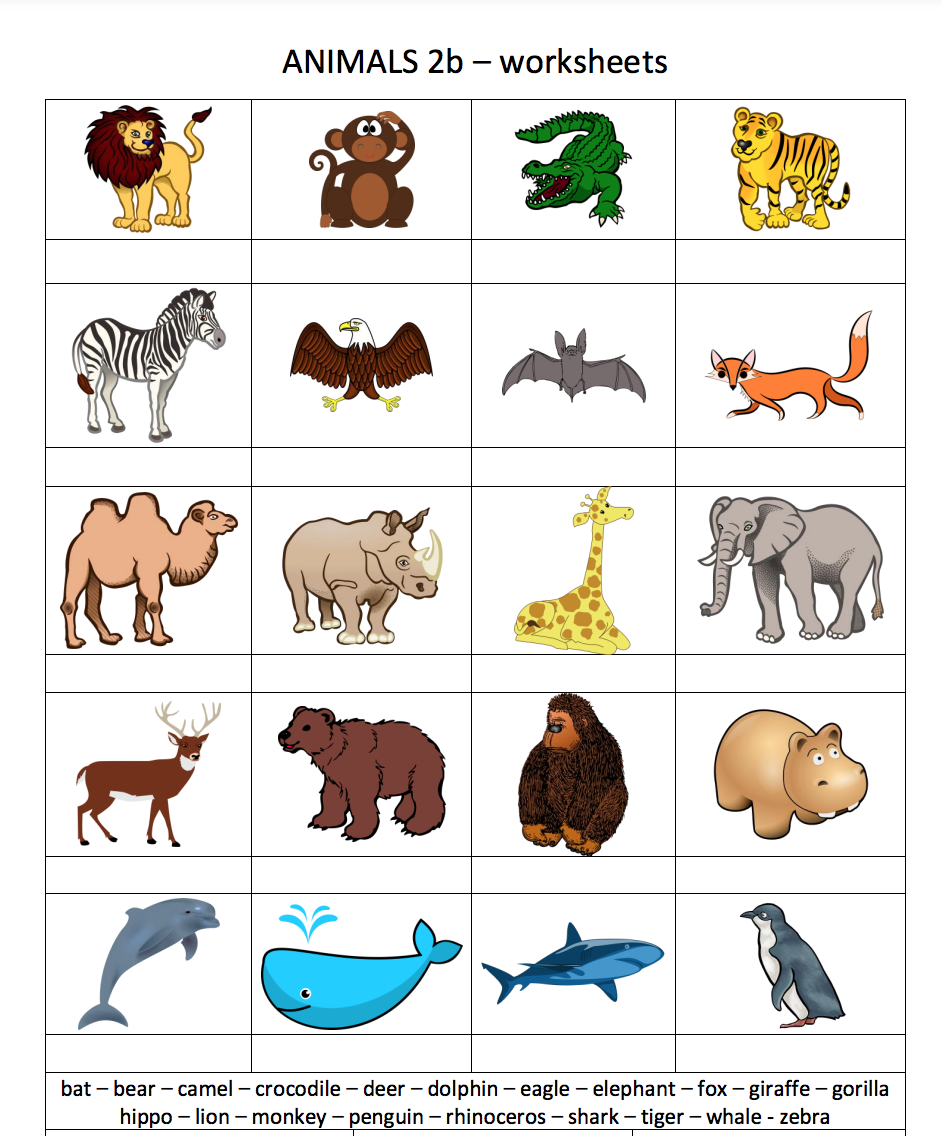 ANIMALS 2b – worksheets
bat – bear – camel – crocodile – deer – dolphin – eagle – elephant – fox – giraffe – gorilla
hippo – lion – monkey – penguin – rhinoceros – shark – tiger – whale - zebra